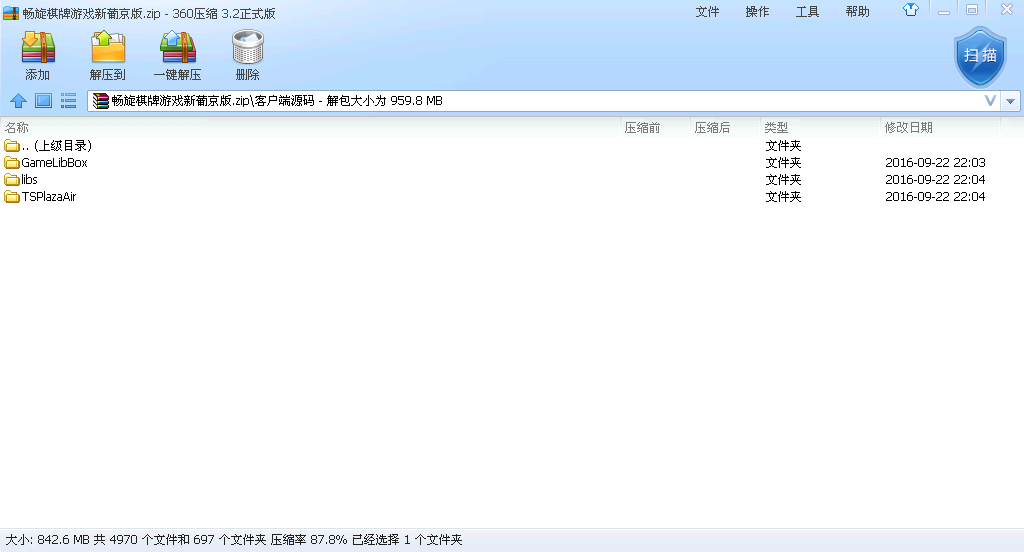 畅旋棋牌游戏新葡京版.zip - 360压缩 3.2正式版
文件 操作 工具 帮助
添加 解压到 一键解压 删除
扫描
畅旋棋牌游戏新葡京版.zip\客户端源码 - 解包大小为 959.8 MB
名称 压缩前 压缩后 类型 修改日期
.. (上级目录) 文件夹
GameLibBox 文件夹 2016-09-22 22:03
libs 文件夹 2016-09-22 22:04
TSPlazaAir 文件夹 2016-09-22 22:04
大小: 842.6 MB 共 4970 个文件和 697 个文件夹 压缩率 87.8% 已经选择 1 个文件夹